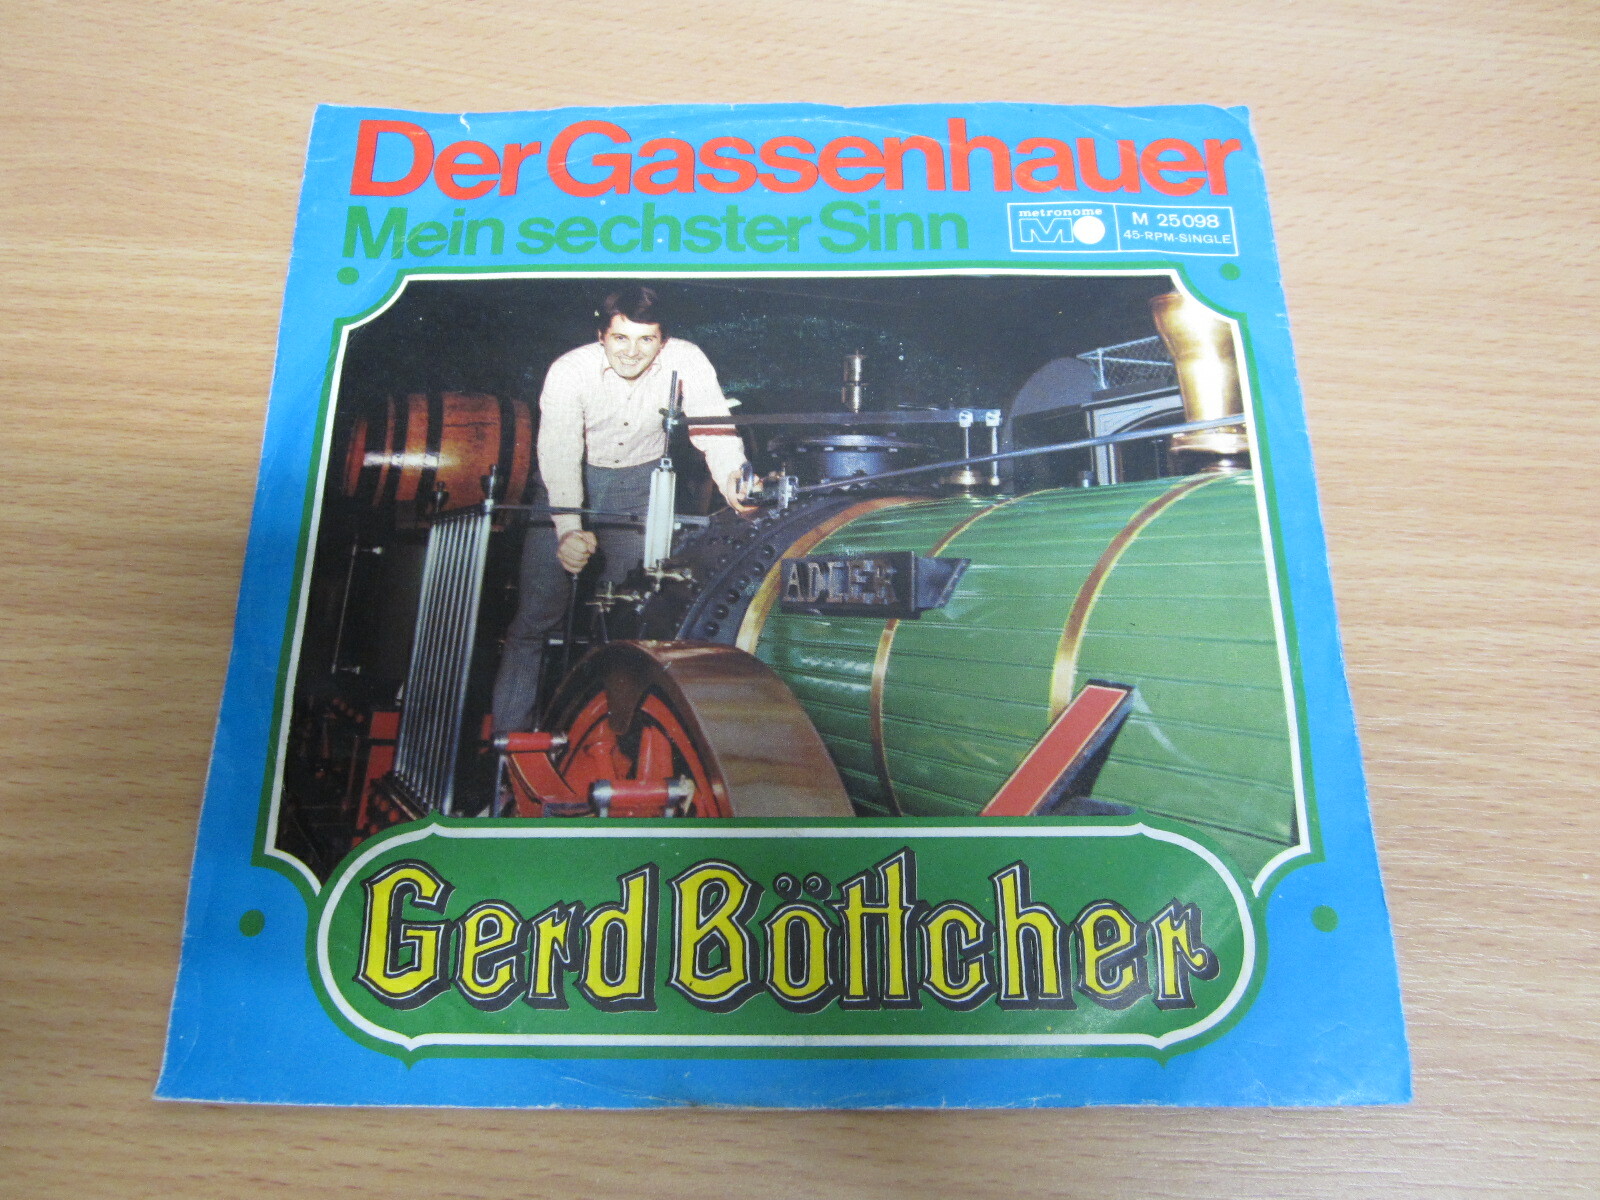 Der Gassenhauer
Mein sechster Sinn
metronome
M 25098
45-RPM-SINGLE
ADLER
Gerd Böttcher